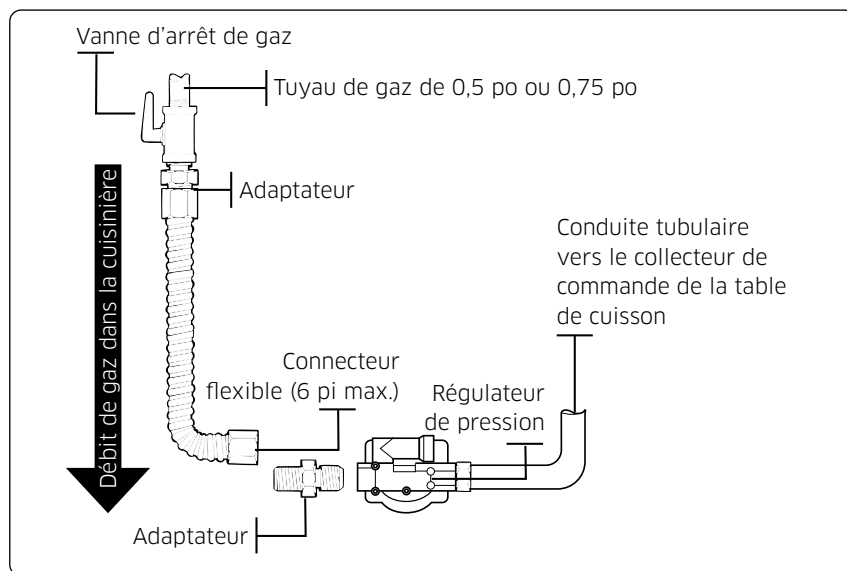 Vanne d'arrêt de gaz
Tuyau de gaz de 0,5 po ou 0,75 po
Adaptateur
Débit de gaz dans la cuisinière
Conduite tubulaire
vers le collecteur de
commande de la table
de cuisson
Connecteur
flexible (6 pi max.)
Régulateur
de pression
Adaptateur